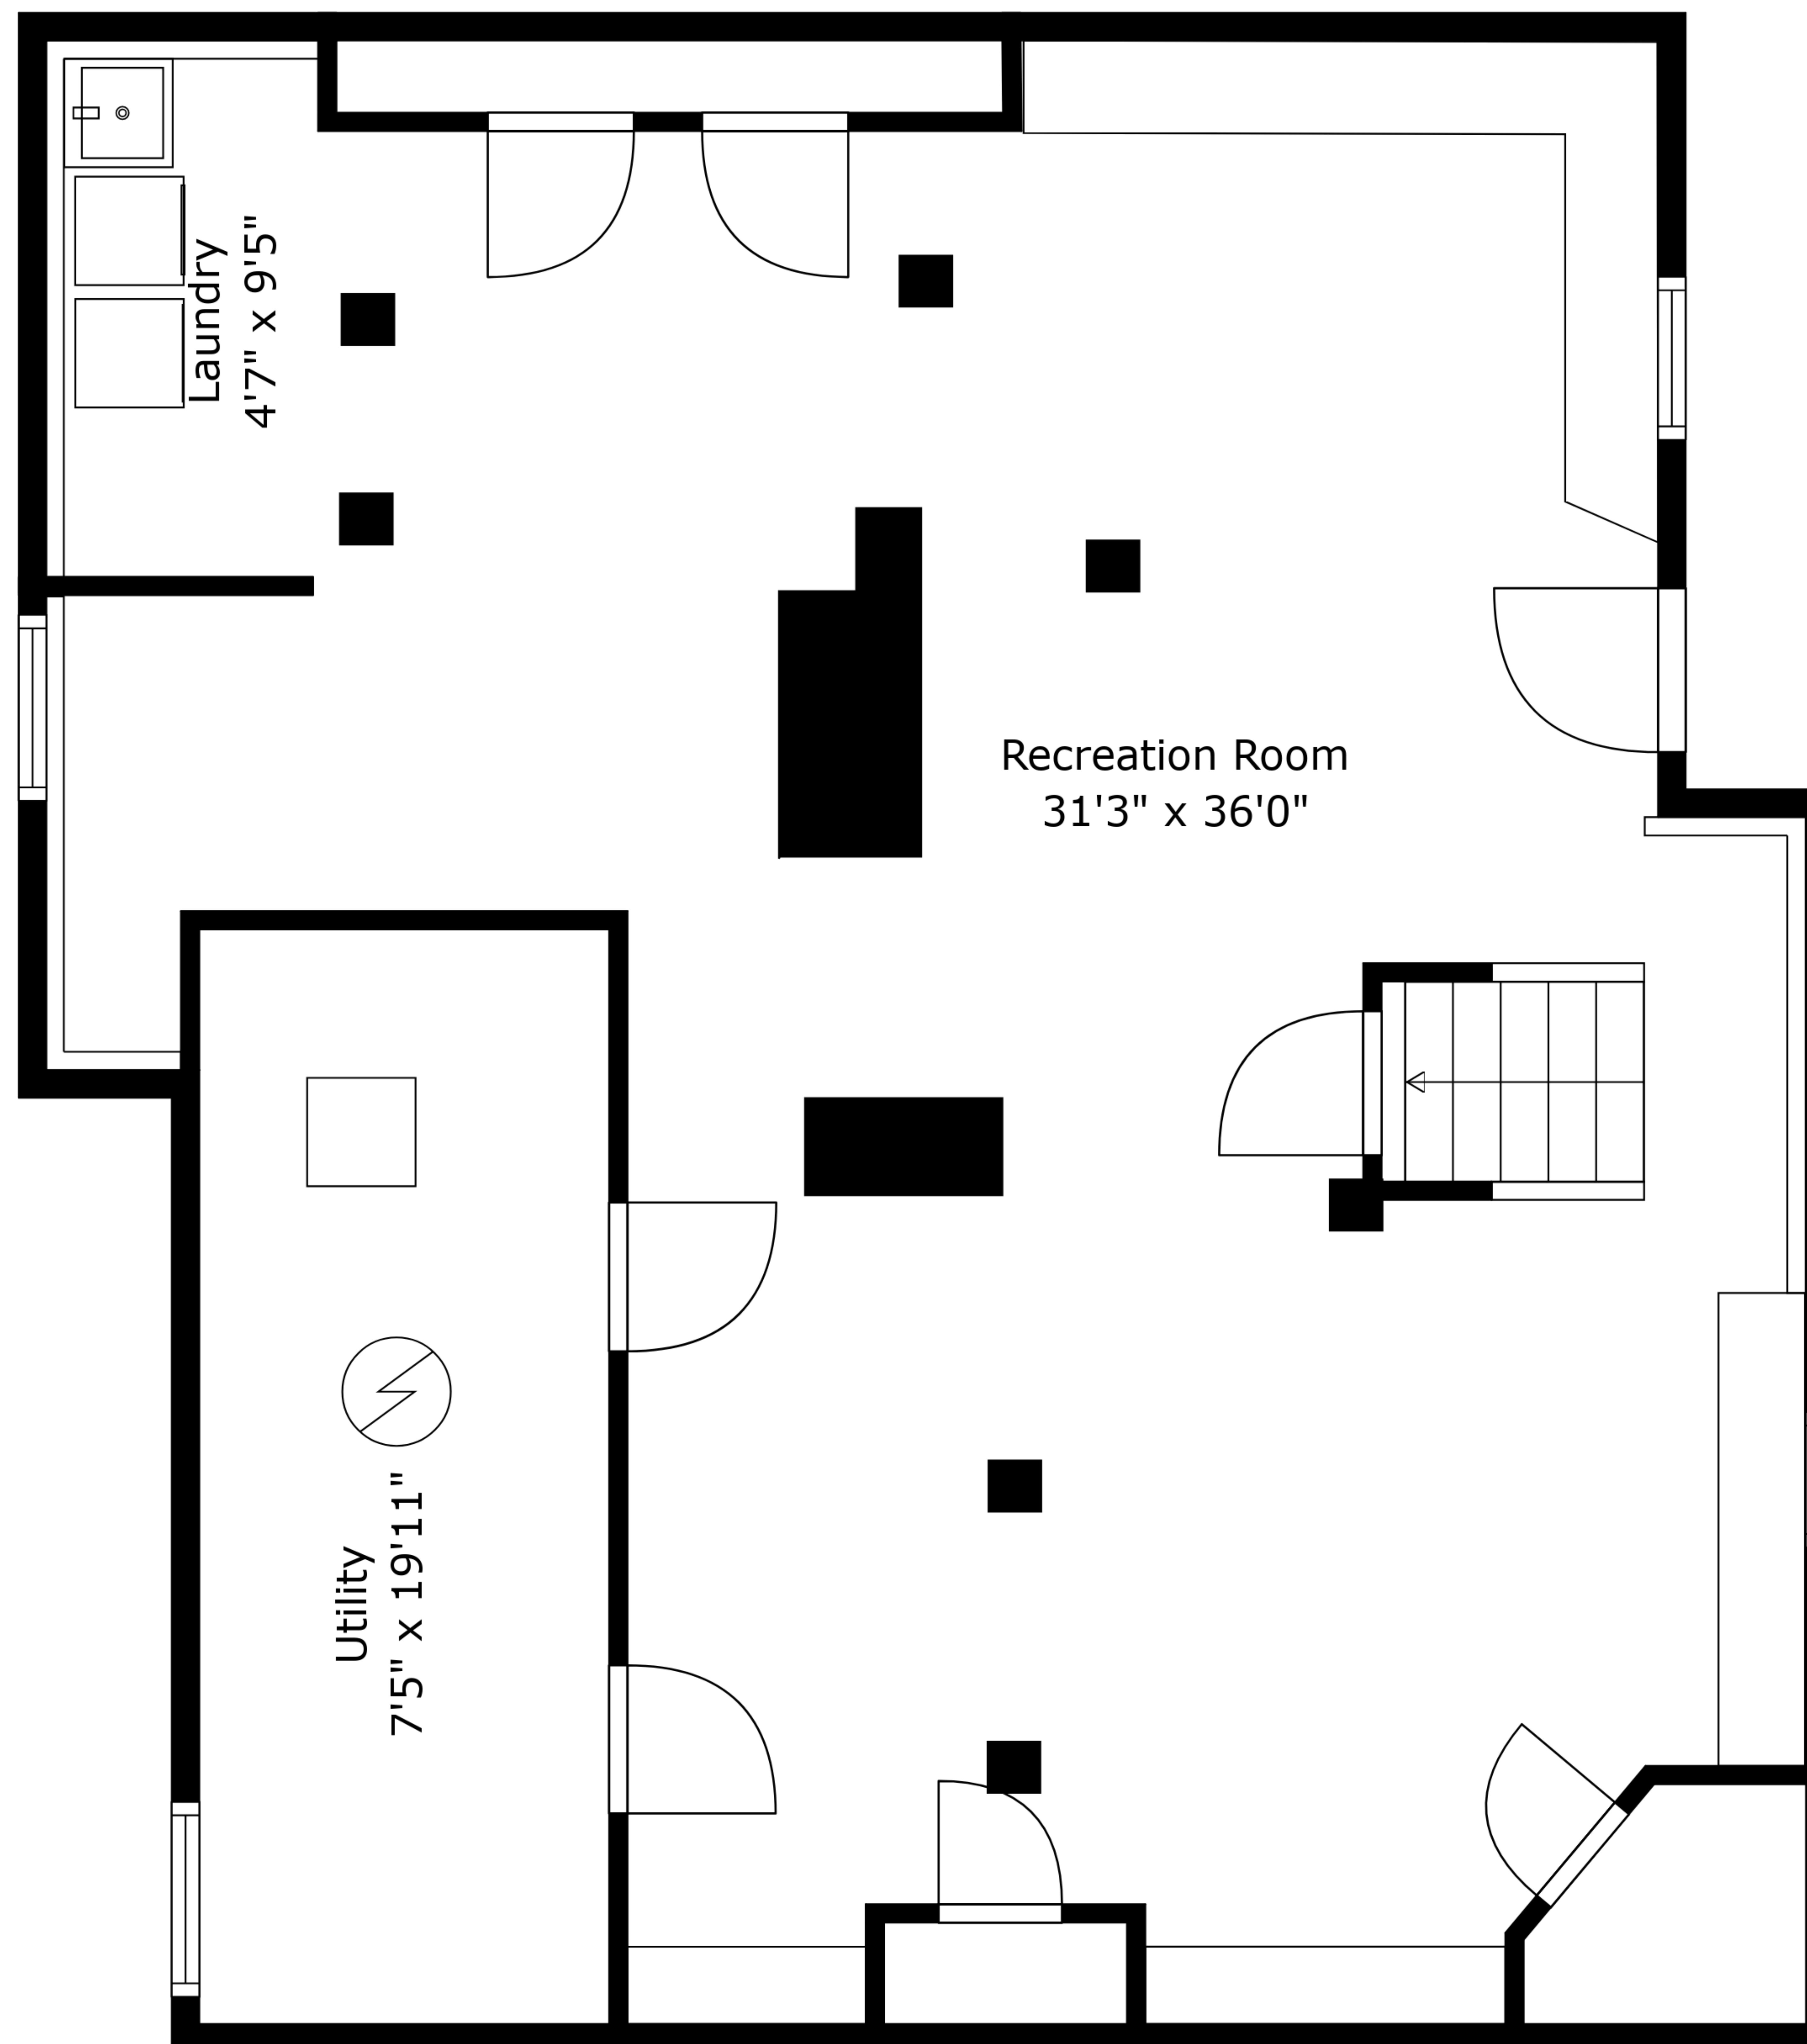 Laundry
4'7" x 9'5"
Recreation Room
31'3" x 36'0"
Utility
7'5" x 19'11"